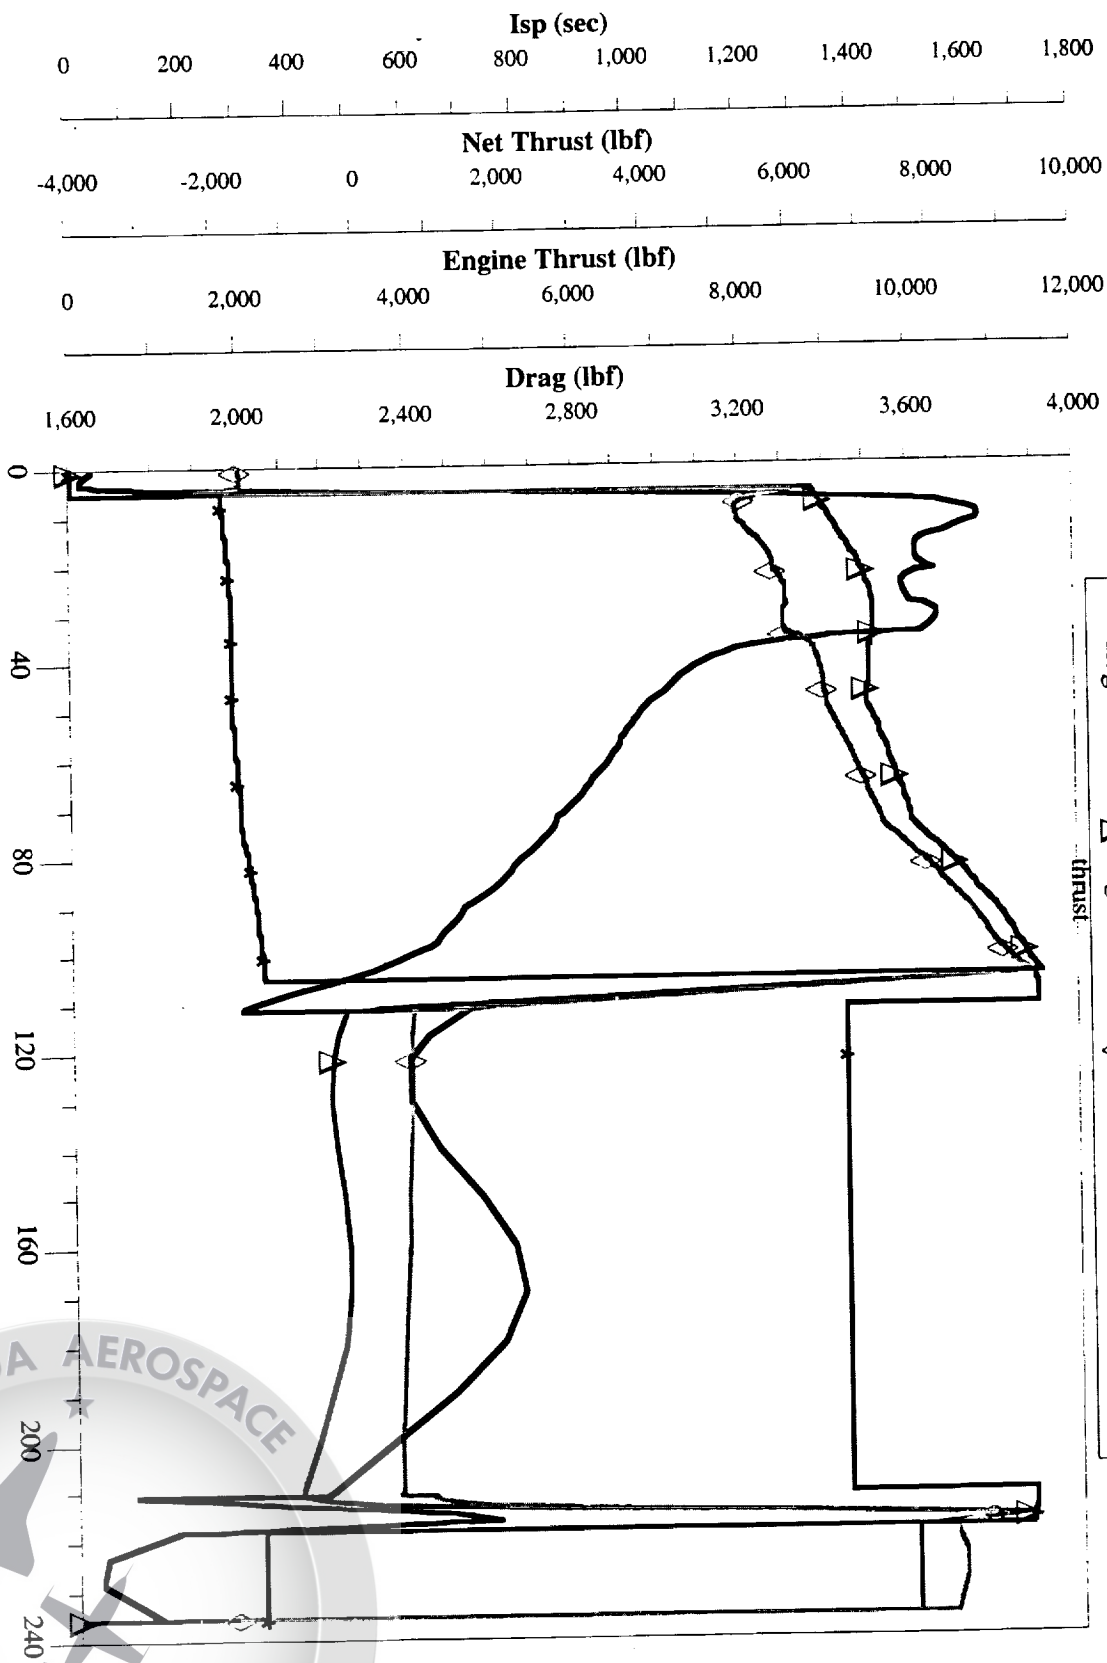 Isp (sec)
0 200 400 600 800 1,000 1,200 1,400 1,600 1,800
Net Thrust (lbf)
-4,000 -2,000 0 2,000 4,000 6,000 8,000 10,000
Engine Thrust (lbf)
0 2,000 4,000 6,000 8,000 10,000 12,000
Drag (lbf)
1,600 2,000 2,400 2,800 3,200 3,600 4,000
0
40
80
120
160
200
240
thrust
AEROSPACE